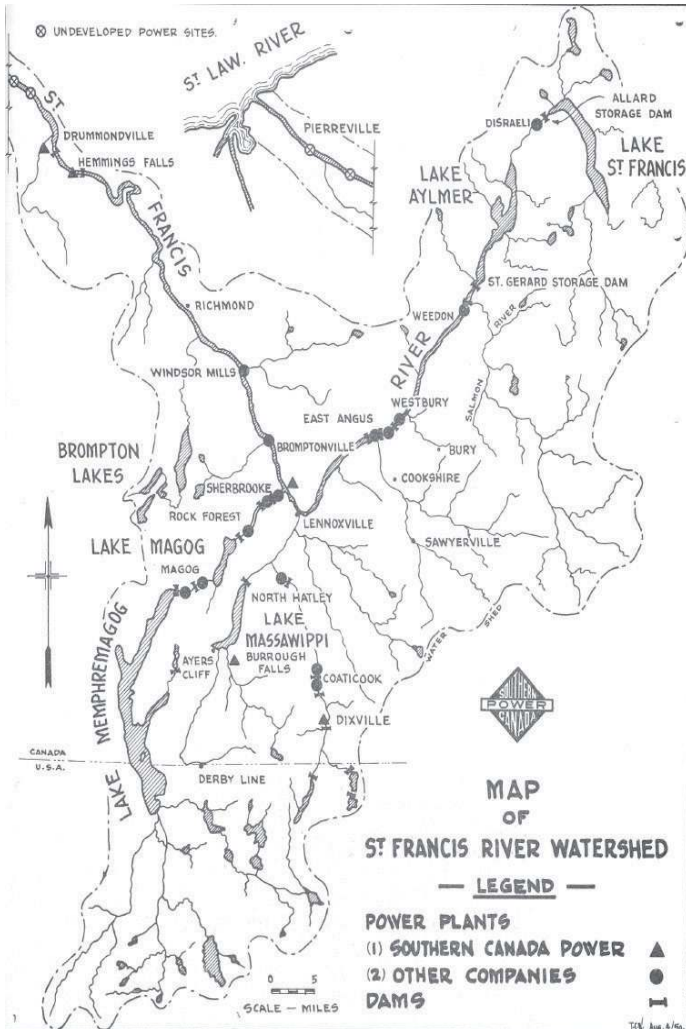 UNDEVELOPED POWER SITES.
ST. LAW. RIVER
PIERREVILLE
ST
FRANCIS
RIVER
DRUMMONDVILLE
HEMMINGS FALLS
ALLARD
STORAGE DAM
DISRAELI
LAKE
ST FRANCIS
LAKE
AYLMER
ST. GERARD STORAGE DAM
WEEDON
RIVER
SALMON
RICHMOND
WINDSOR MILLS
WESTBURY
EAST ANGUS
BURY
BROMPTONVILLE
COOKSHIRE
BROMPTON
LAKES
SHERBROOKE
ROCK FOREST
LENNOXVILLE
SAWYERVILLE
LAKE MAGOG
MAGOG
NORTH HATLEY
WATER SHED
LAKE
MASSAWIPPI
LAKE MEMPHREMAGOG
AYERS
CLIFF
BURROUGH
FALLS
COATICOOK
DIXVILLE
CANADA
U.S.A.
DERBY LINE
SOUTHERN
POWER
CANADA
MAP
OF
ST FRANCIS RIVER WATERSHED
— LEGEND —
POWER PLANTS
(1) SOUTHERN CANADA POWER
(2) OTHER COMPANIES
DAMS
0 5
SCALE — MILES